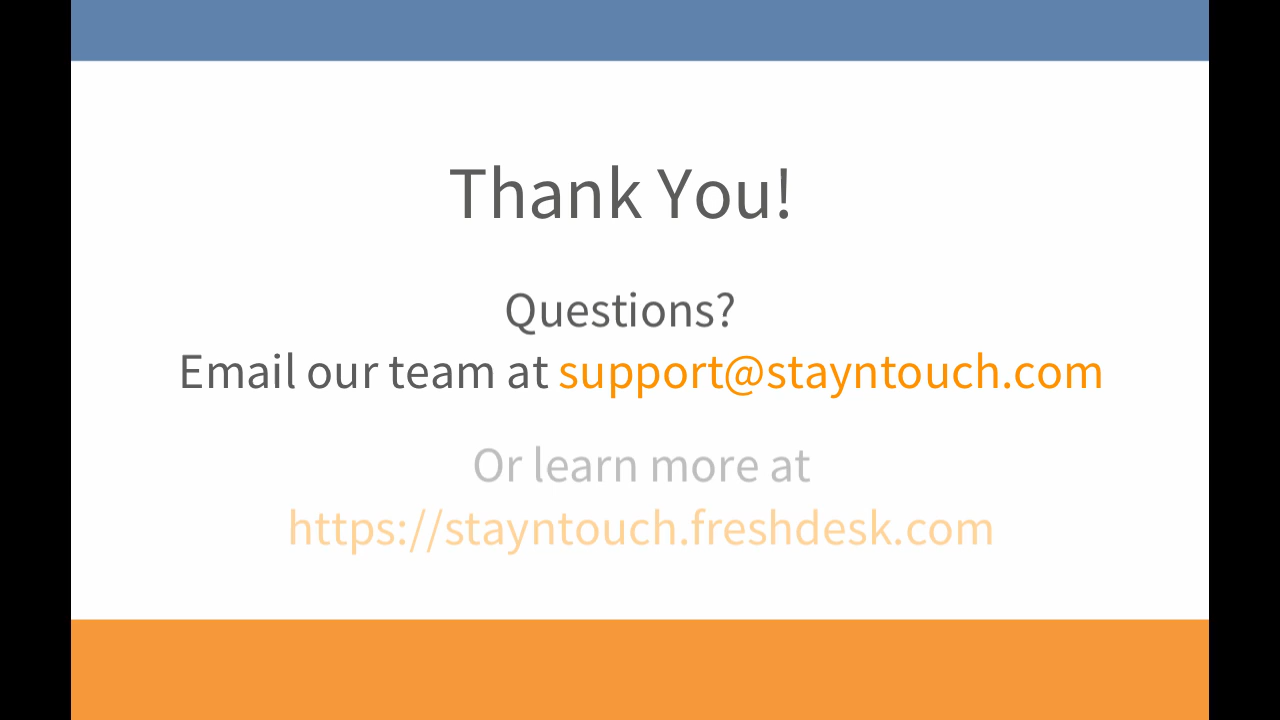 Thank You!
Questions?
Email our team at support@stayntouch.com
Or learn more at
https://stayntouch.freshdesk.com